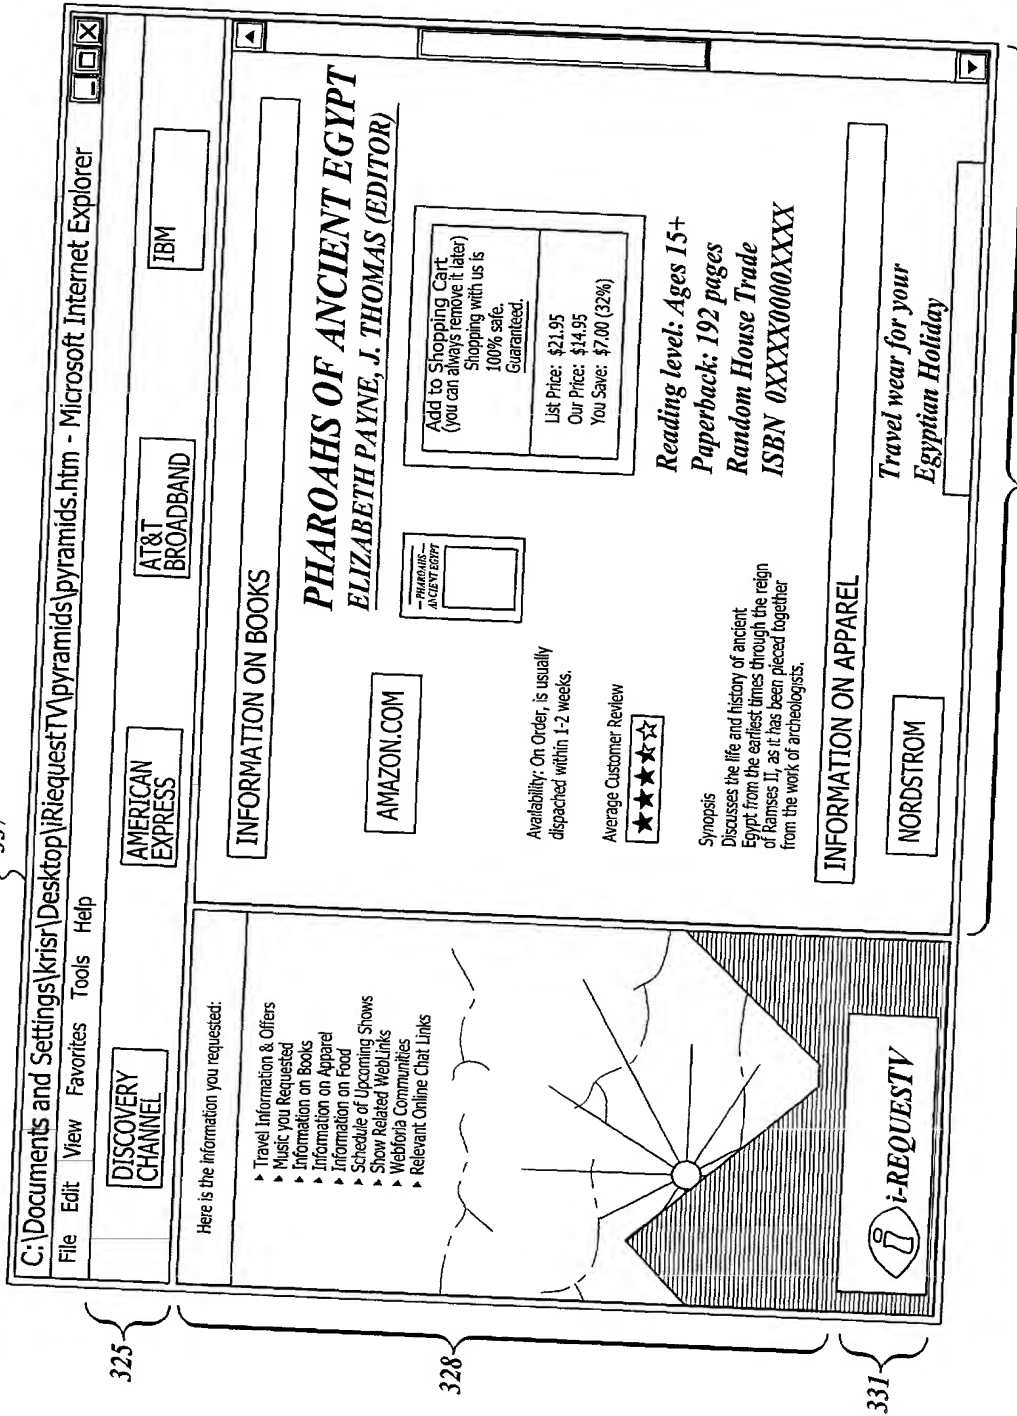 C:\Documents and Settings\krisr\Desktop\iRiequestTV\pyramids\pyramids.htm - Microsoft Internet Explorer
File Edit View Favorites Tools Help
325
DISCOVERY
CHANNEL
AMERICAN
EXPRESS
AT&T
BROADBAND
IBM
328
Here is the information you requested:
Travel Information & Offers
Music you Requested
Information on Books
Information on Apparel
Information on Food
Schedule of Upcoming Shows
Show Related WebLinks
Webforia Communities
Relevant Online Chat Links
331
i-REQUESTV
INFORMATION ON BOOKS
PHAROAHS OF ANCIENT EGYPT
ELIZABETH PAYNE, J. THOMAS (EDITOR)
AMAZON.COM
PHAROAHS
ANCIENT EGYPT
Add to Shopping Cart
(you can always remove it later)
Shopping with us is
100% safe.
Guaranteed.
List Price: $21.95
Our Price: $14.95
You Save: $7.00 (32%)
Availability: On Order, is usually
dispached within 1-2 weeks.
Average Customer Review
★★★★☆☆
Reading level: Ages 15+
Paperback: 192 pages
Random House Trade
ISBN 0XXXX0000XXXX
Synopsis
Discusses the life and history of ancient
Egypt from the earliest times through the reign
of Ramses II, as it has been pieced together
from the work of archeologists.
INFORMATION ON APPAREL
NORDSTROM
Travel wear for your
Egyptian Holiday